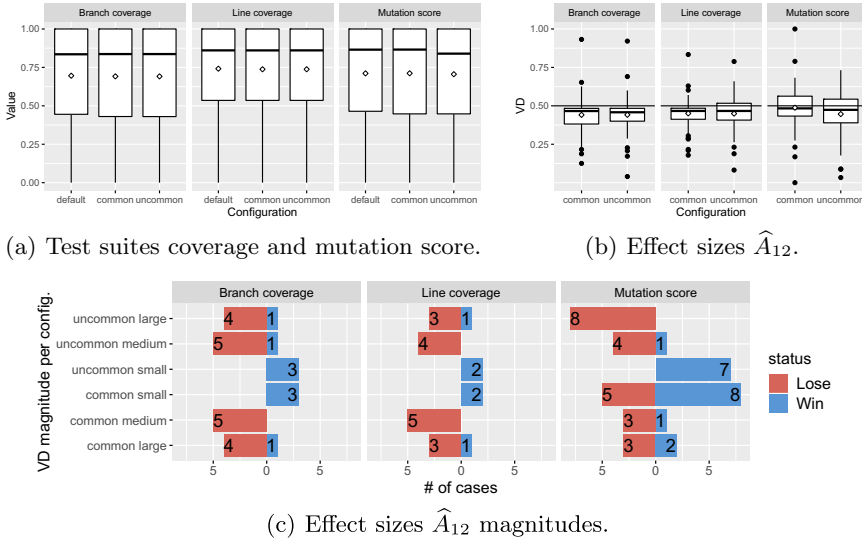 Branch coverage Line coverage Mutation score
1.00
0.75
0.50
0.25
0.00
Value
default common uncommon default common uncommon default common uncommon
Configuration
(a) Test suites coverage and mutation score.
Branch coverage Line coverage Mutation score
1.00
0.75
0.50
0.25
VD
common uncommon common uncommon common uncommon
Configuration
(b) Effect sizes Â₁₂.
VD magnitude per config.
Branch coverage Line coverage Mutation score
uncommon large 4 1 3 1 8
uncommon medium 5 1 4 4 1
uncommon small 3 2 7
common small 3 2 5 8
common medium 5 5 3 1
common large 4 1 3 1 3 2
5 0 5 5 0 5 5 0 5
# of cases
status
Lose
Win
(c) Effect sizes Â₁₂ magnitudes.